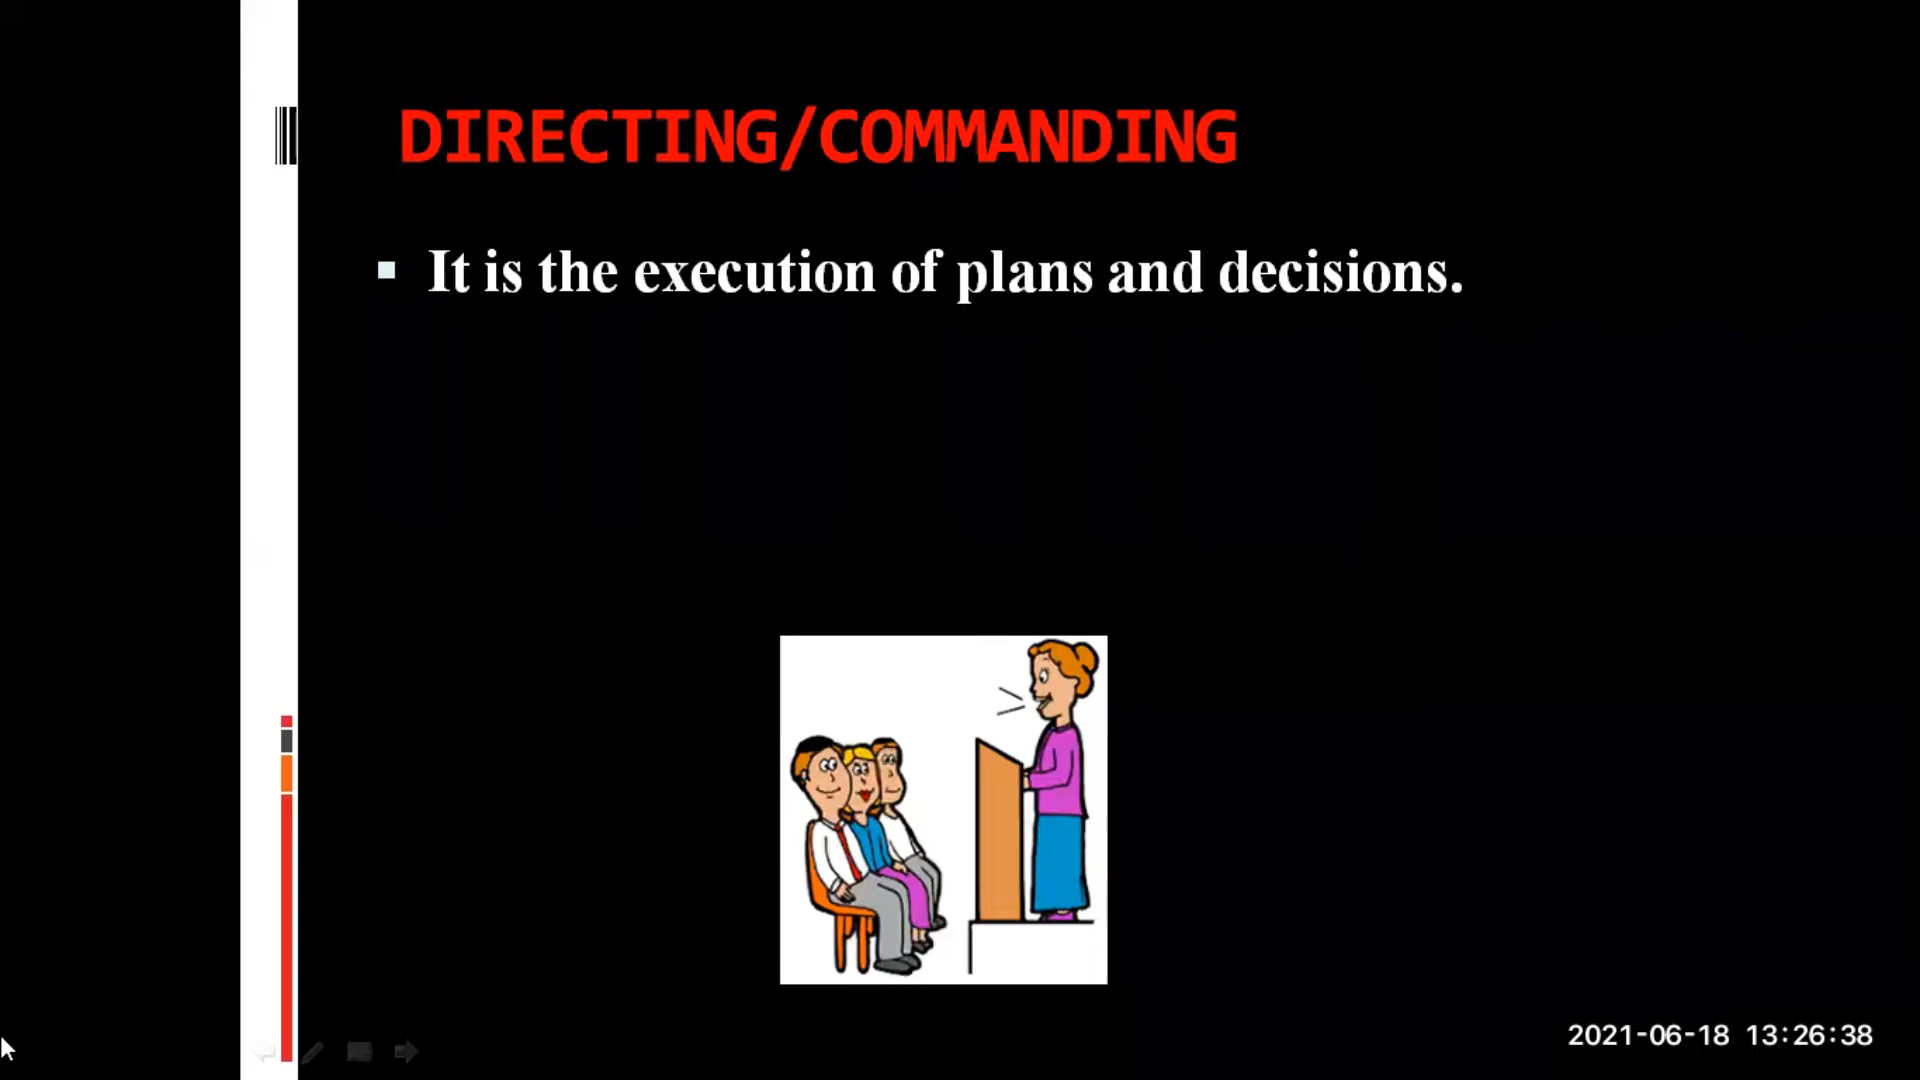 DIRECTING/COMMANDING
It is the execution of plans and decisions.
2021-06-18 13:26:38